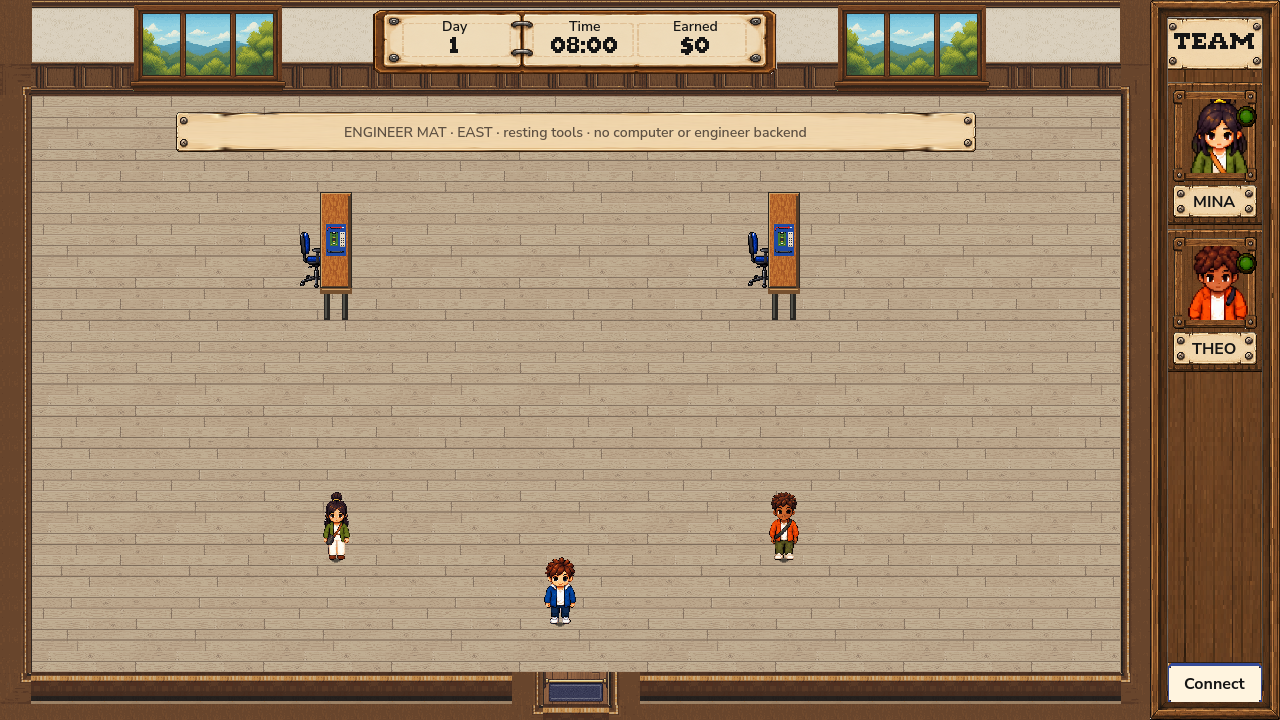 Day
1
Time
08:00
Earned
$0
TEAM
ENGINEER MAT · EAST · resting tools · no computer or engineer backend
MINA
THEO
Connect